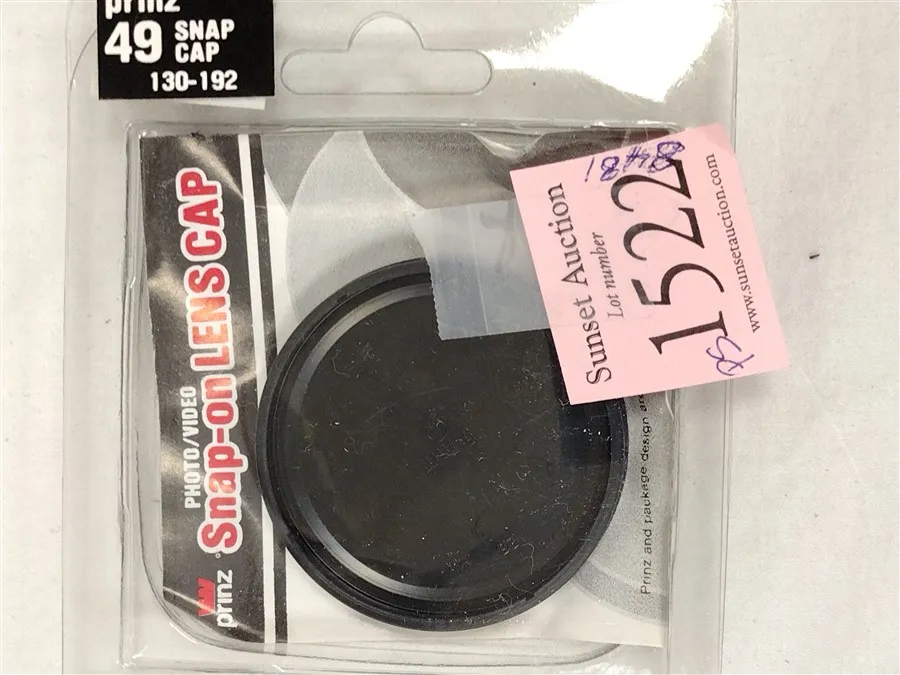 prinz
49 SNAP CAP
130-192
PHOTO/VIDEO
Snap-on LENS CAP
prinz
Sunset Auction
Lot number
1522
www.sunsetauction.com
PS
Prinz and package design